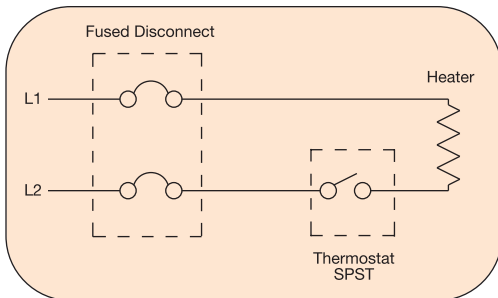 Fused Disconnect
Heater
L1
L2
Thermostat
SPST